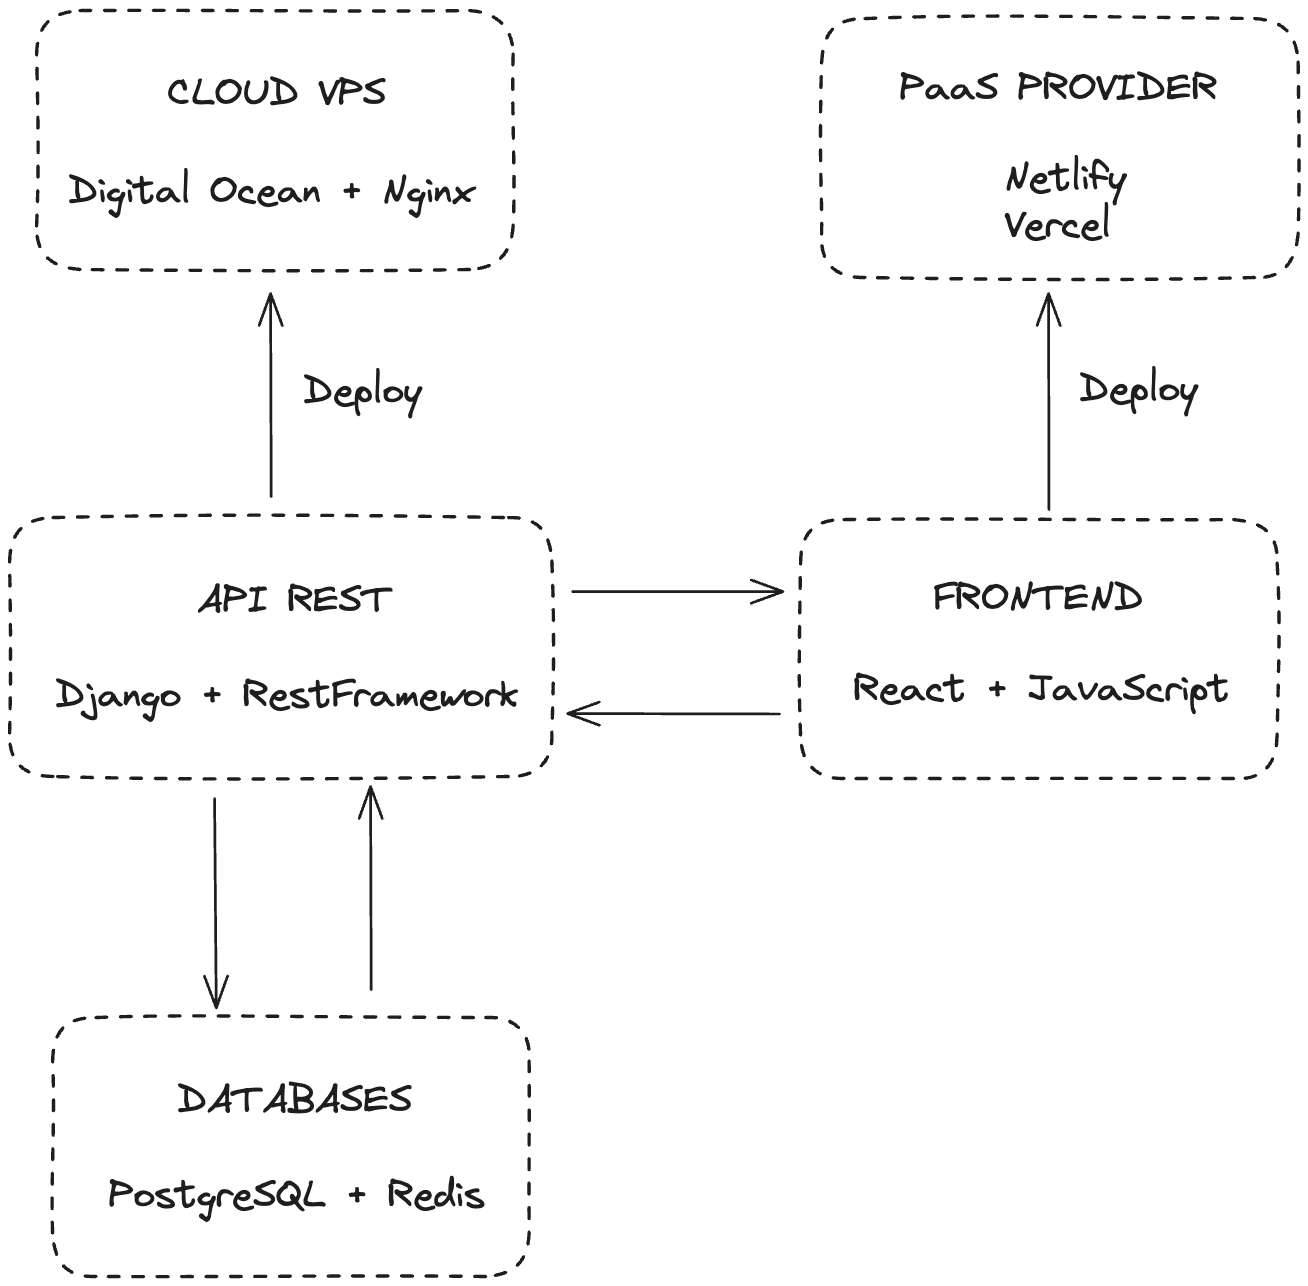 CLOUD VPS
Digital Ocean + Nginx
PaaS PROVIDER
Netlify
Vercel
Deploy
Deploy
API REST
Django + RestFramework
FRONTEND
React + JavaScript
DATABASES
PostgreSQL + Redis